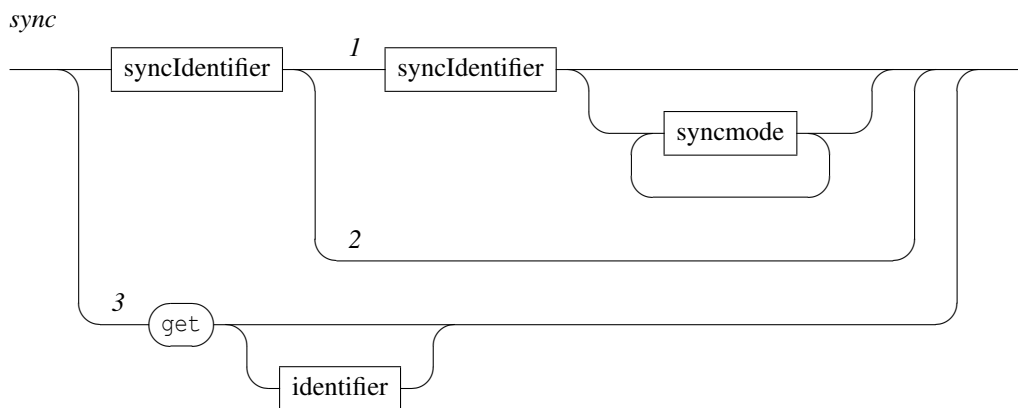 sync
1
syncIdentifier syncIdentifier
syncmode
2
3
get
identifier